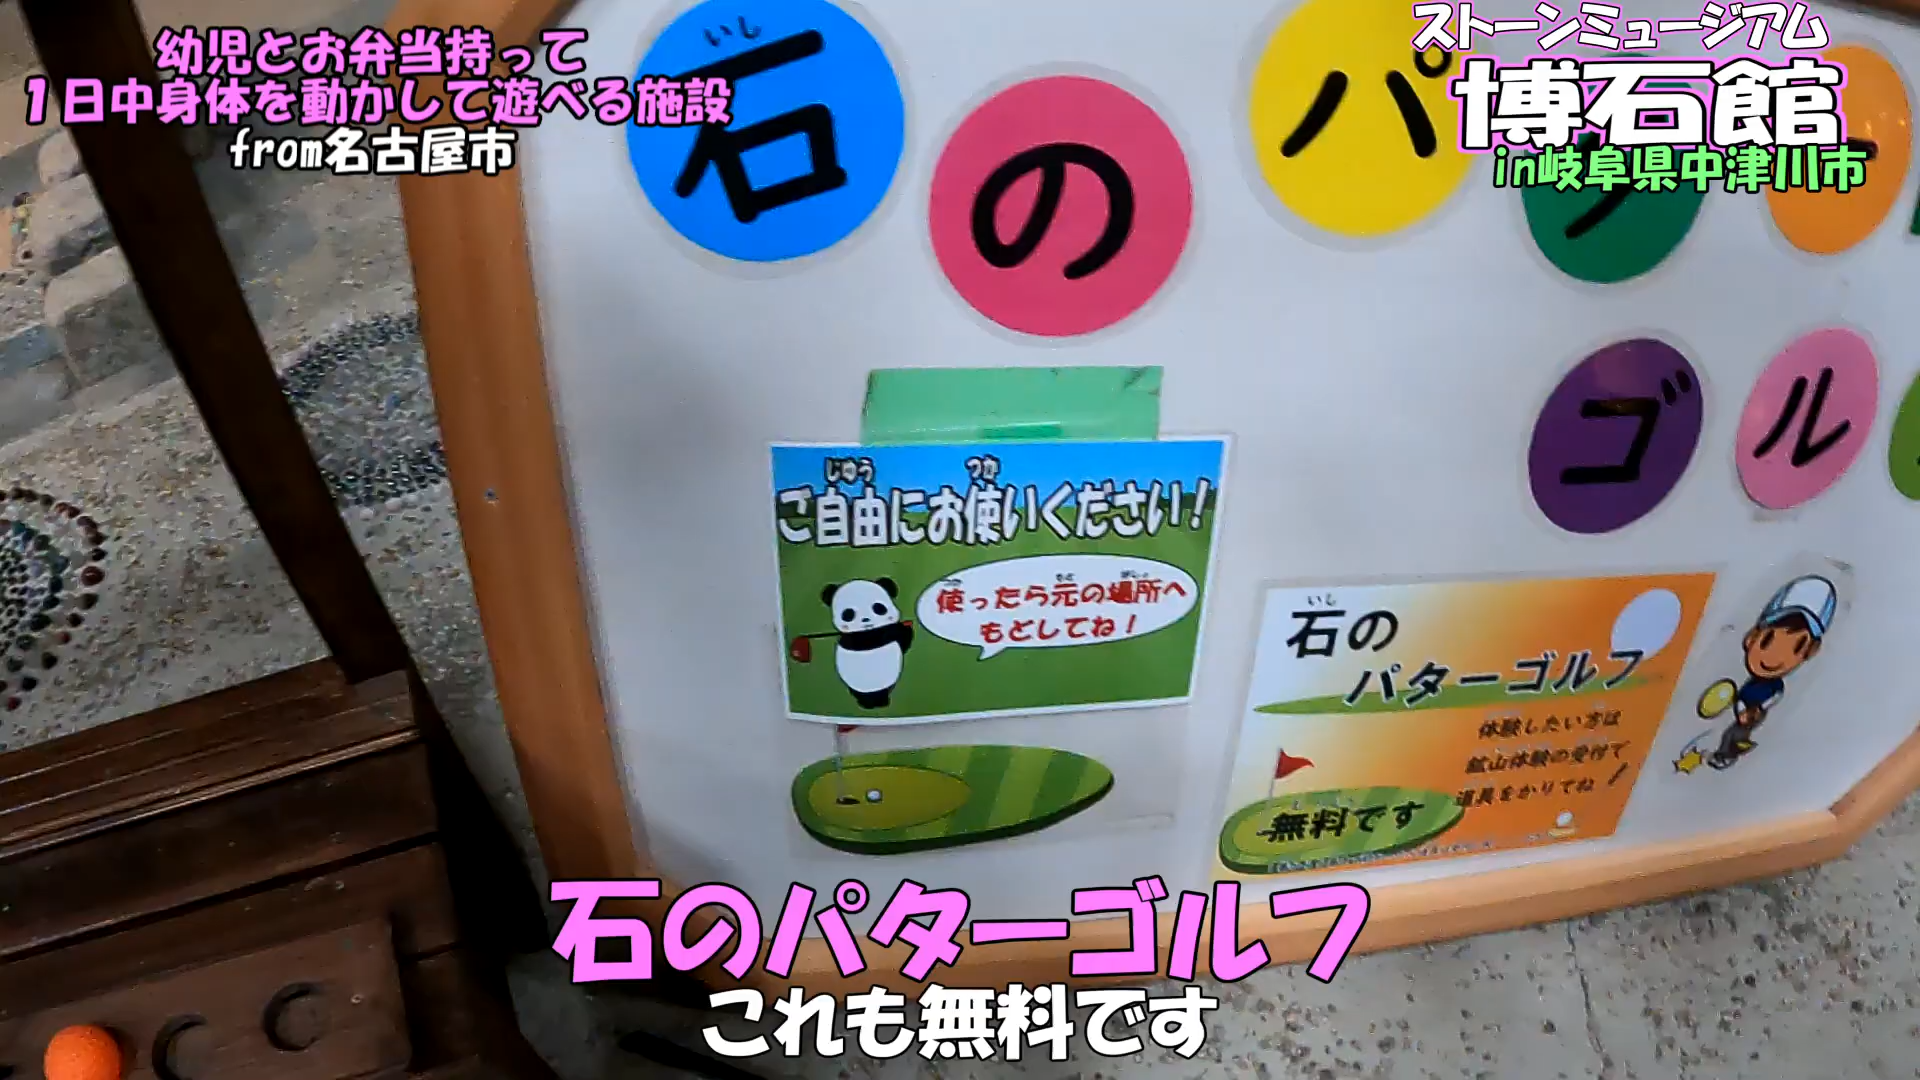 幼児とお弁当持って
1日中身体を動かして遊べる施設
from名古屋市
ストーンミュージアム
博石館
in岐阜県中津川市
いし
石のパター
ゴル
じゆう つか
ご自由にお使いください!
使ったら元の場所へ
もどしてね!
いし
石の
パターゴルフ
体験したい方は
鉱山体験の受付で
道具をかりてね!
無料です
石のパターゴルフ
これも無料です